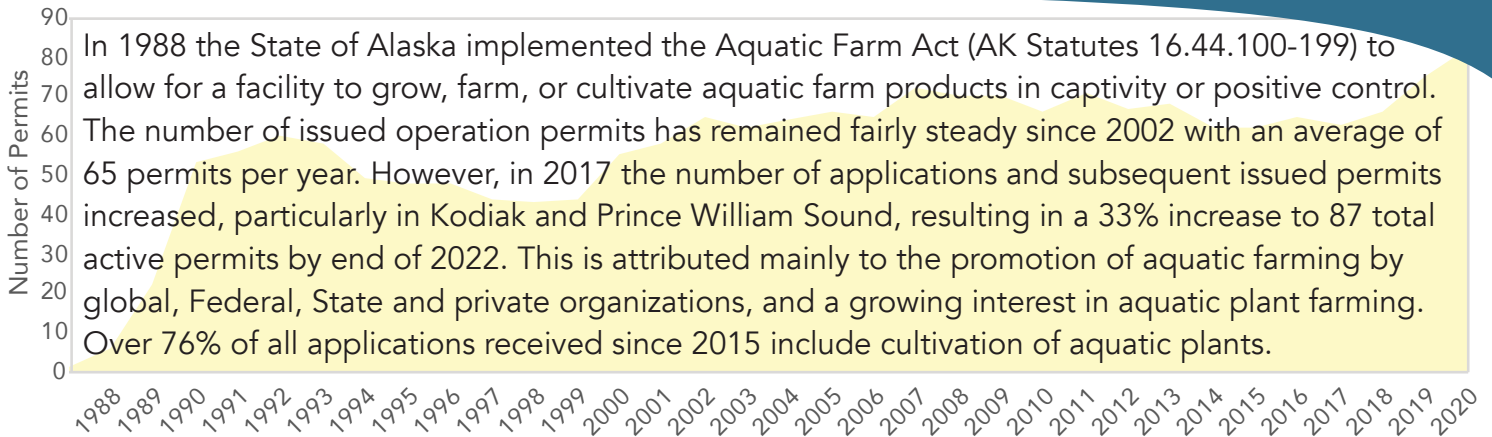 90
80
70
60
50
40
30
20
10
0
Number of Permits
In 1988 the State of Alaska implemented the Aquatic Farm Act (AK Statutes 16.44.100-199) to
allow for a facility to grow, farm, or cultivate aquatic farm products in captivity or positive control.
The number of issued operation permits has remained fairly steady since 2002 with an average of
65 permits per year. However, in 2017 the number of applications and subsequent issued permits
increased, particularly in Kodiak and Prince William Sound, resulting in a 33% increase to 87 total
active permits by end of 2022. This is attributed mainly to the promotion of aquatic farming by
global, Federal, State and private organizations, and a growing interest in aquatic plant farming.
Over 76% of all applications received since 2015 include cultivation of aquatic plants.
1988 1989 1990 1991 1992 1993 1994 1995 1996 1997 1998 1999 2000 2001 2002 2003 2004 2005 2006 2007 2008 2009 2010 2011 2012 2013 2014 2015 2016 2017 2018 2019 2020